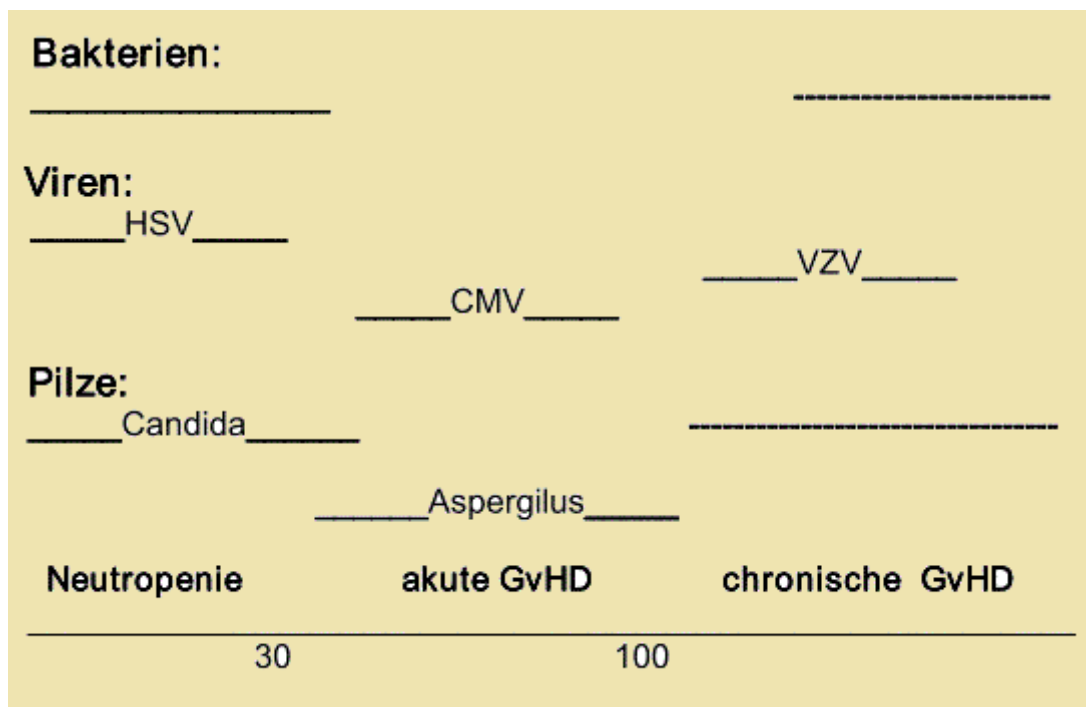 Bakterien:
Viren:
HSV
VZV
CMV
Pilze:
Candida
Aspergilus
Neutropenie akute GvHD chronische GvHD
30 100